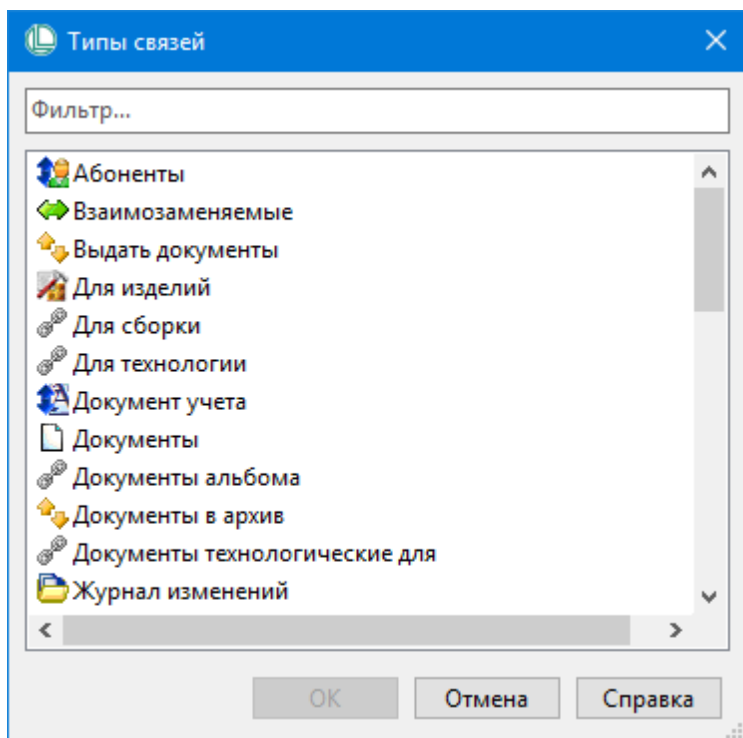 Типы связей
Фильтр...
Абоненты
Взаимозаменяемые
Выдать документы
Для изделий
Для сборки
Для технологии
Документ учета
Документы
Документы альбома
Документы в архив
Документы технологические для
Журнал изменений
ОК
Отмена
Справка